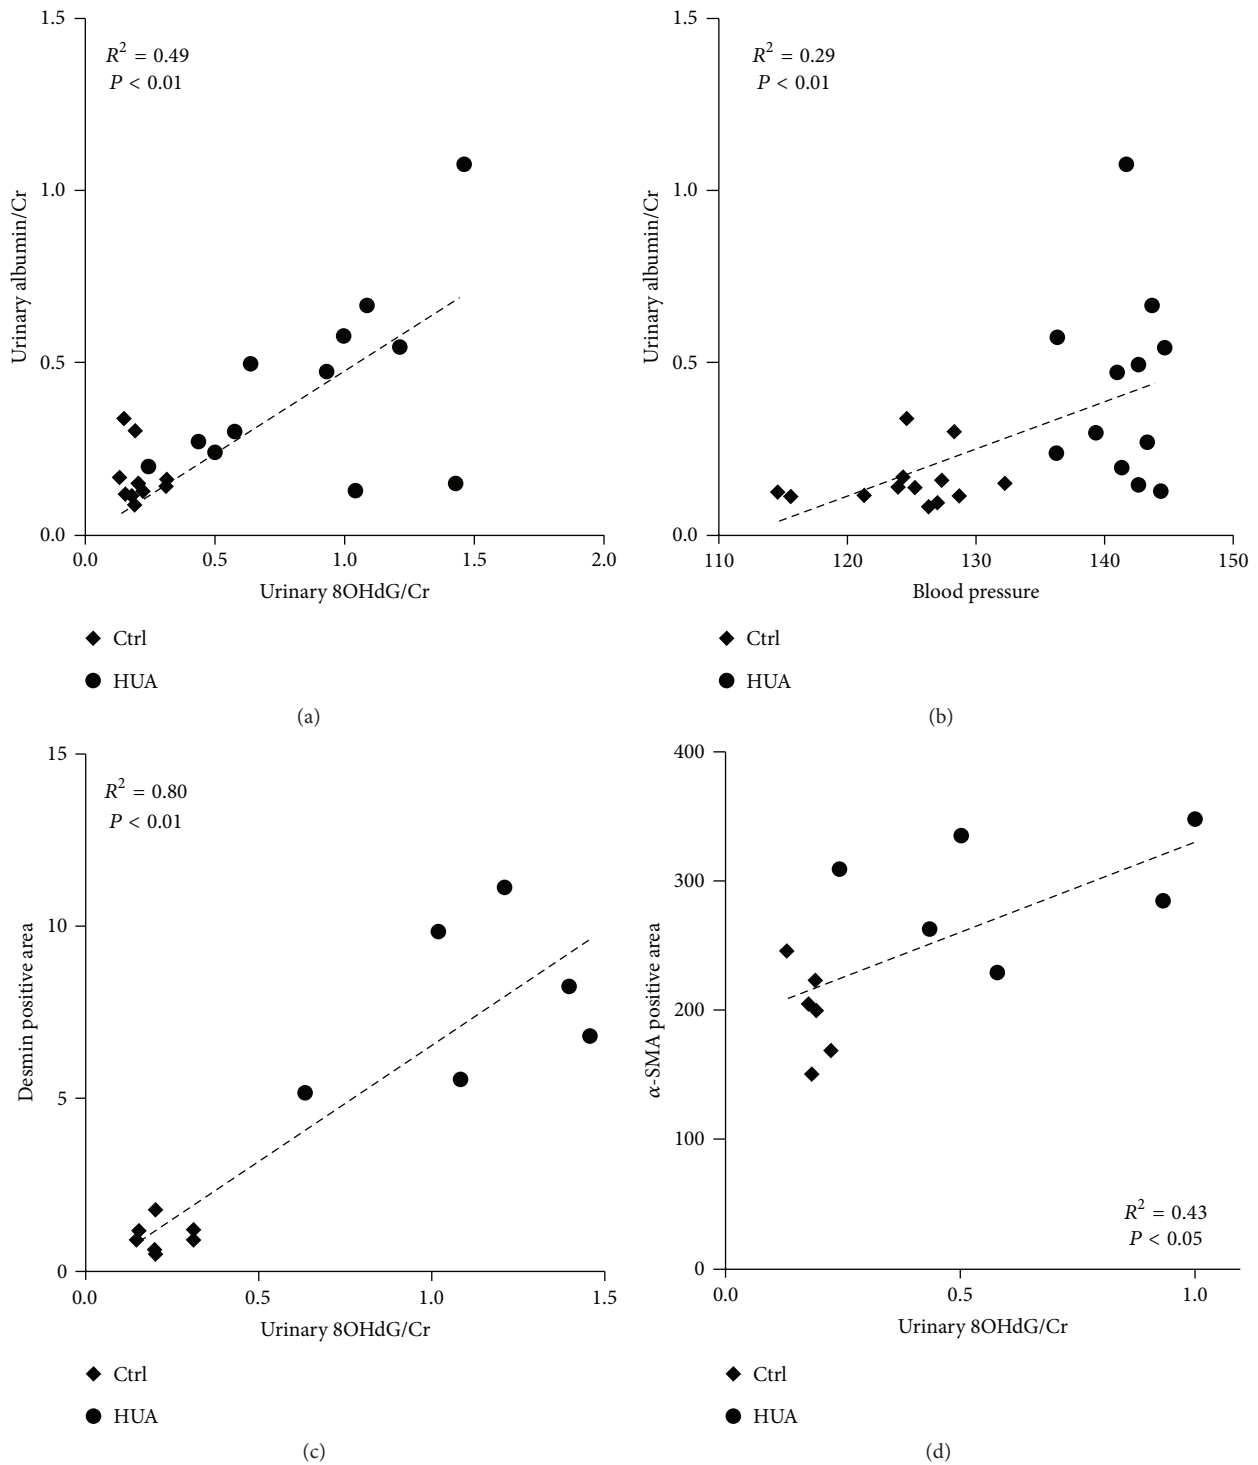 1.5
R² = 0.49
P < 0.01
1.0
Urinary albumin/Cr
0.5
0.0
0.0 0.5 1.0 1.5 2.0
Urinary 8OHdG/Cr
Ctrl
HUA
(a)
1.5
R² = 0.29
P < 0.01
1.0
Urinary albumin/Cr
0.5
0.0
110 120 130 140 150
Blood pressure
Ctrl
HUA
(b)
15
R² = 0.80
P < 0.01
10
Desmin positive area
5
0
0.0 0.5 1.0 1.5
Urinary 8OHdG/Cr
Ctrl
HUA
(c)
400
300
α-SMA positive area
200
100
R² = 0.43
P < 0.05
0
0.0 0.5 1.0
Urinary 8OHdG/Cr
Ctrl
HUA
(d)